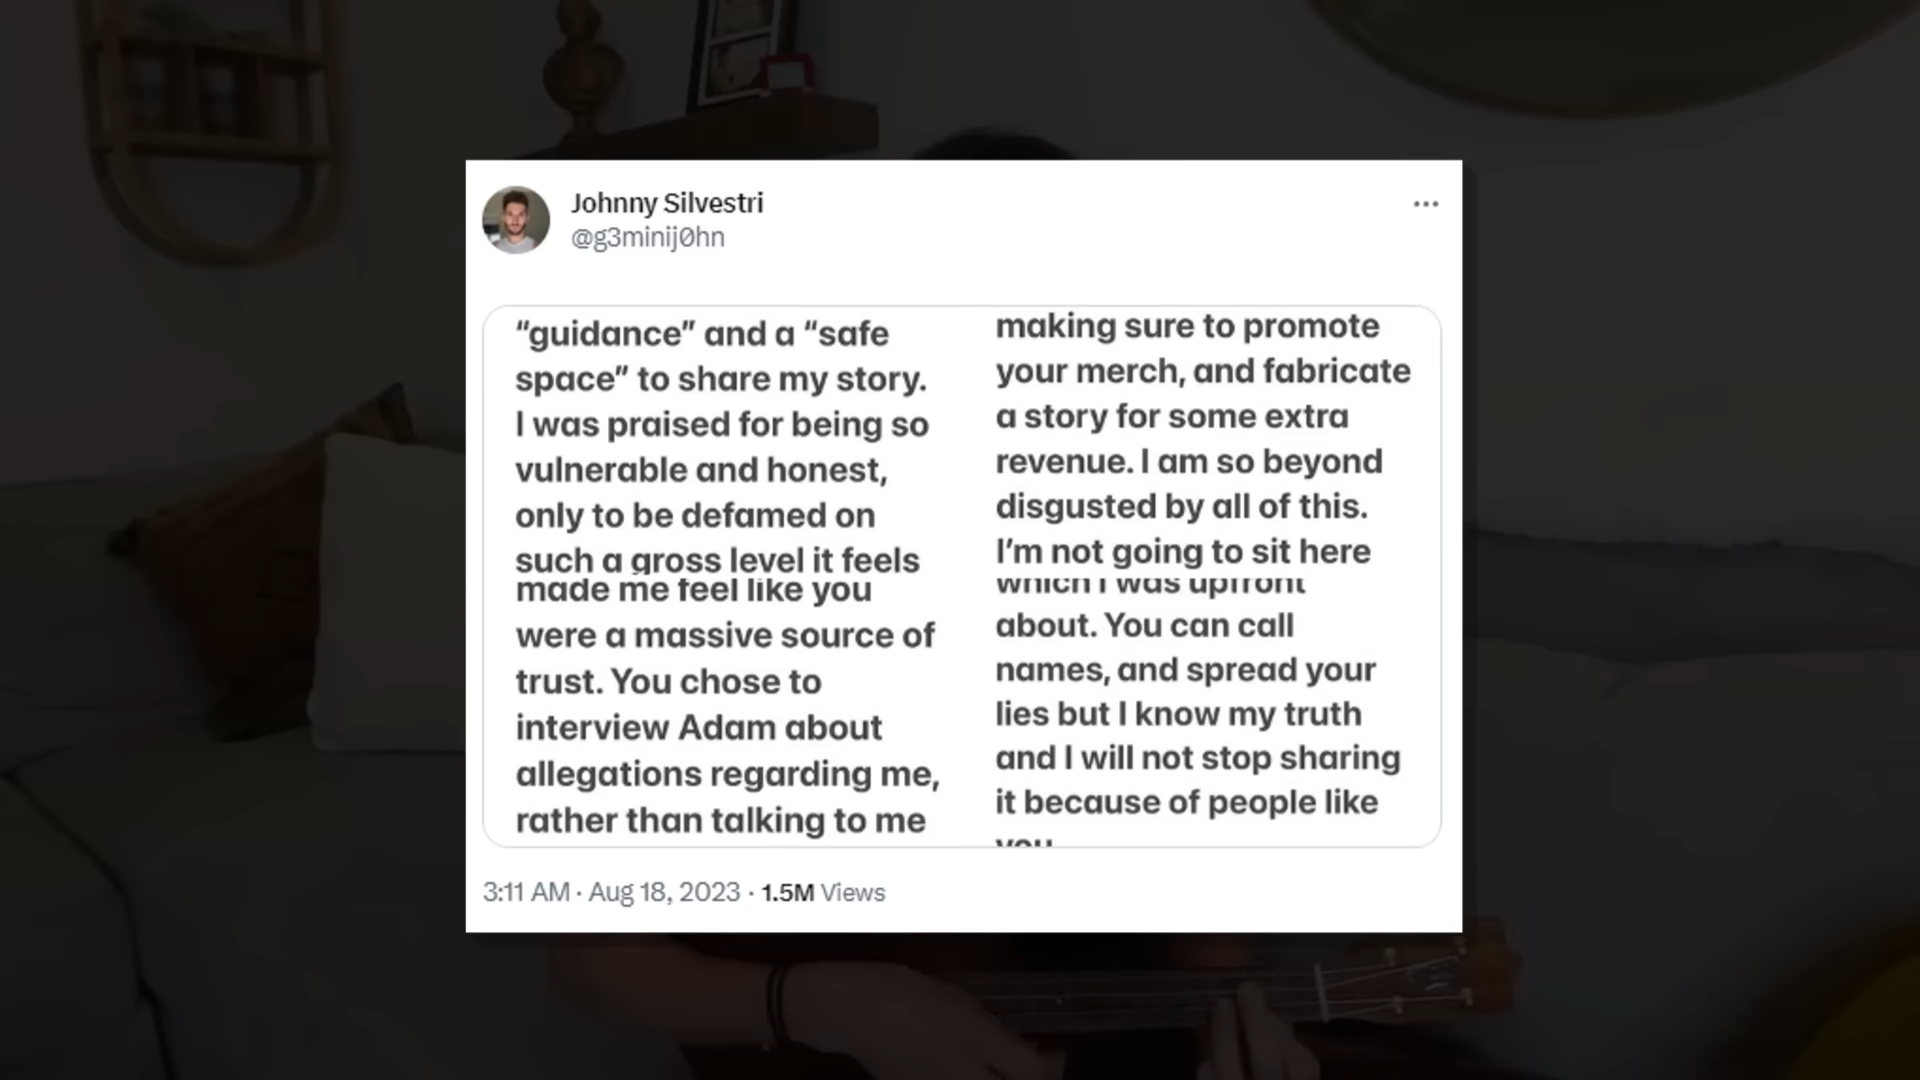 Johnny Silvestri
@g3minij0hn
“guidance” and a “safe
space” to share my story.
I was praised for being so
vulnerable and honest,
only to be defamed on
such a gross level it feels
made me feel like you
were a massive source of
trust. You chose to
interview Adam about
allegations regarding me,
rather than talking to me
making sure to promote
your merch, and fabricate
a story for some extra
revenue. I am so beyond
disgusted by all of this.
I’m not going to sit here
which I was upfront
about. You can call
names, and spread your
lies but I know my truth
and I will not stop sharing
it because of people like
you
3:11 AM · Aug 18, 2023 · 1.5M Views